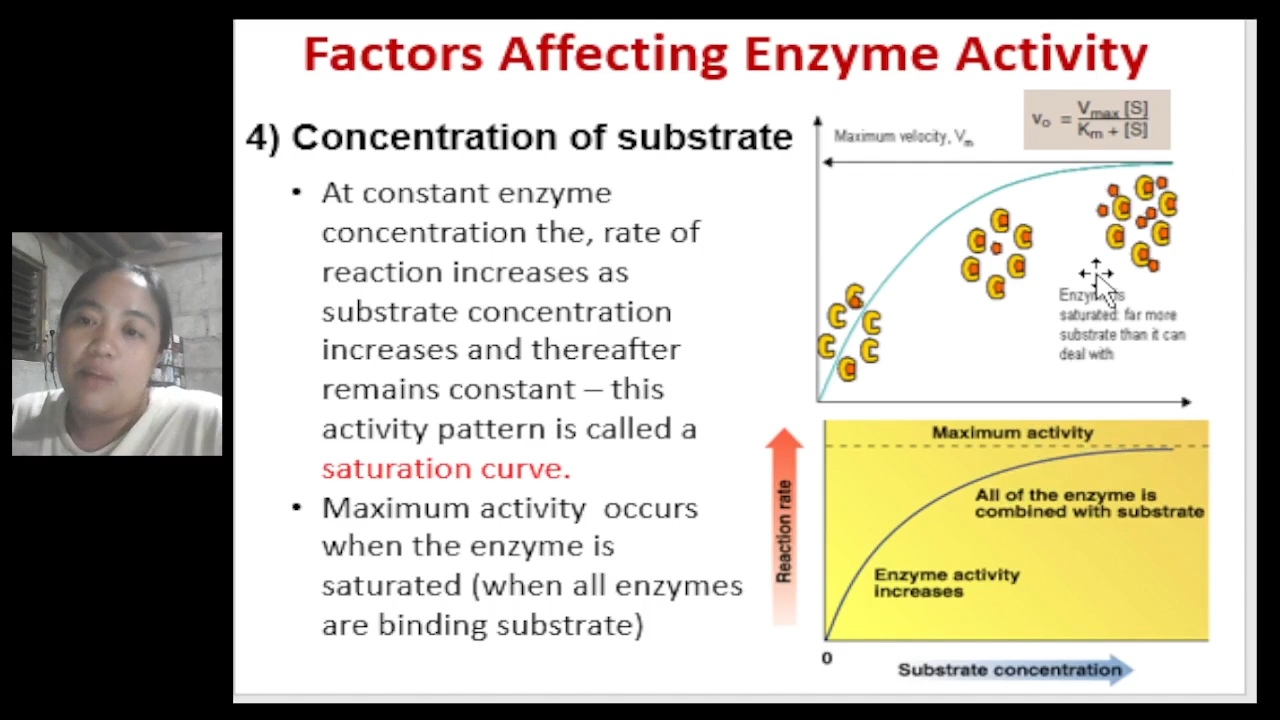 Factors Affecting Enzyme Activity
4) Concentration of substrate
• At constant enzyme
concentration the, rate of
reaction increases as
substrate concentration
increases and thereafter
remains constant – this
activity pattern is called a
saturation curve.
• Maximum activity occurs
when the enzyme is
saturated (when all enzymes
are binding substrate)
v₀ = Vmax [S]
Km + [S]
Maximum velocity, Vm
saturated: far more
substrate than it can
deal with
Maximum activity
All of the enzyme is
combined with substrate
Enzyme activity
increases
Reaction rate
0
Substrate concentration